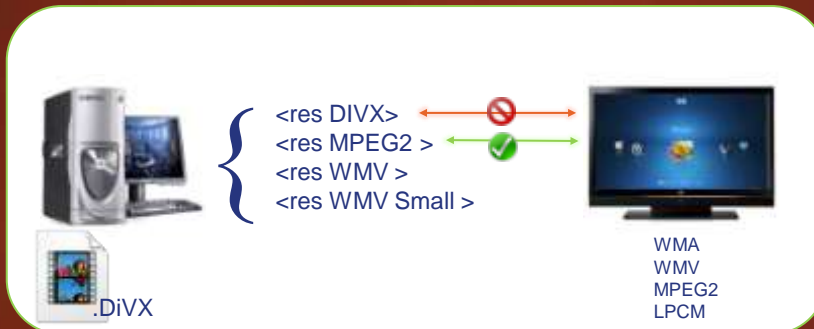 <res DIVX>
<res MPEG2 >
<res WMV >
<res WMV Small >
.DiVX
WMA
WMV
MPEG2
LPCM